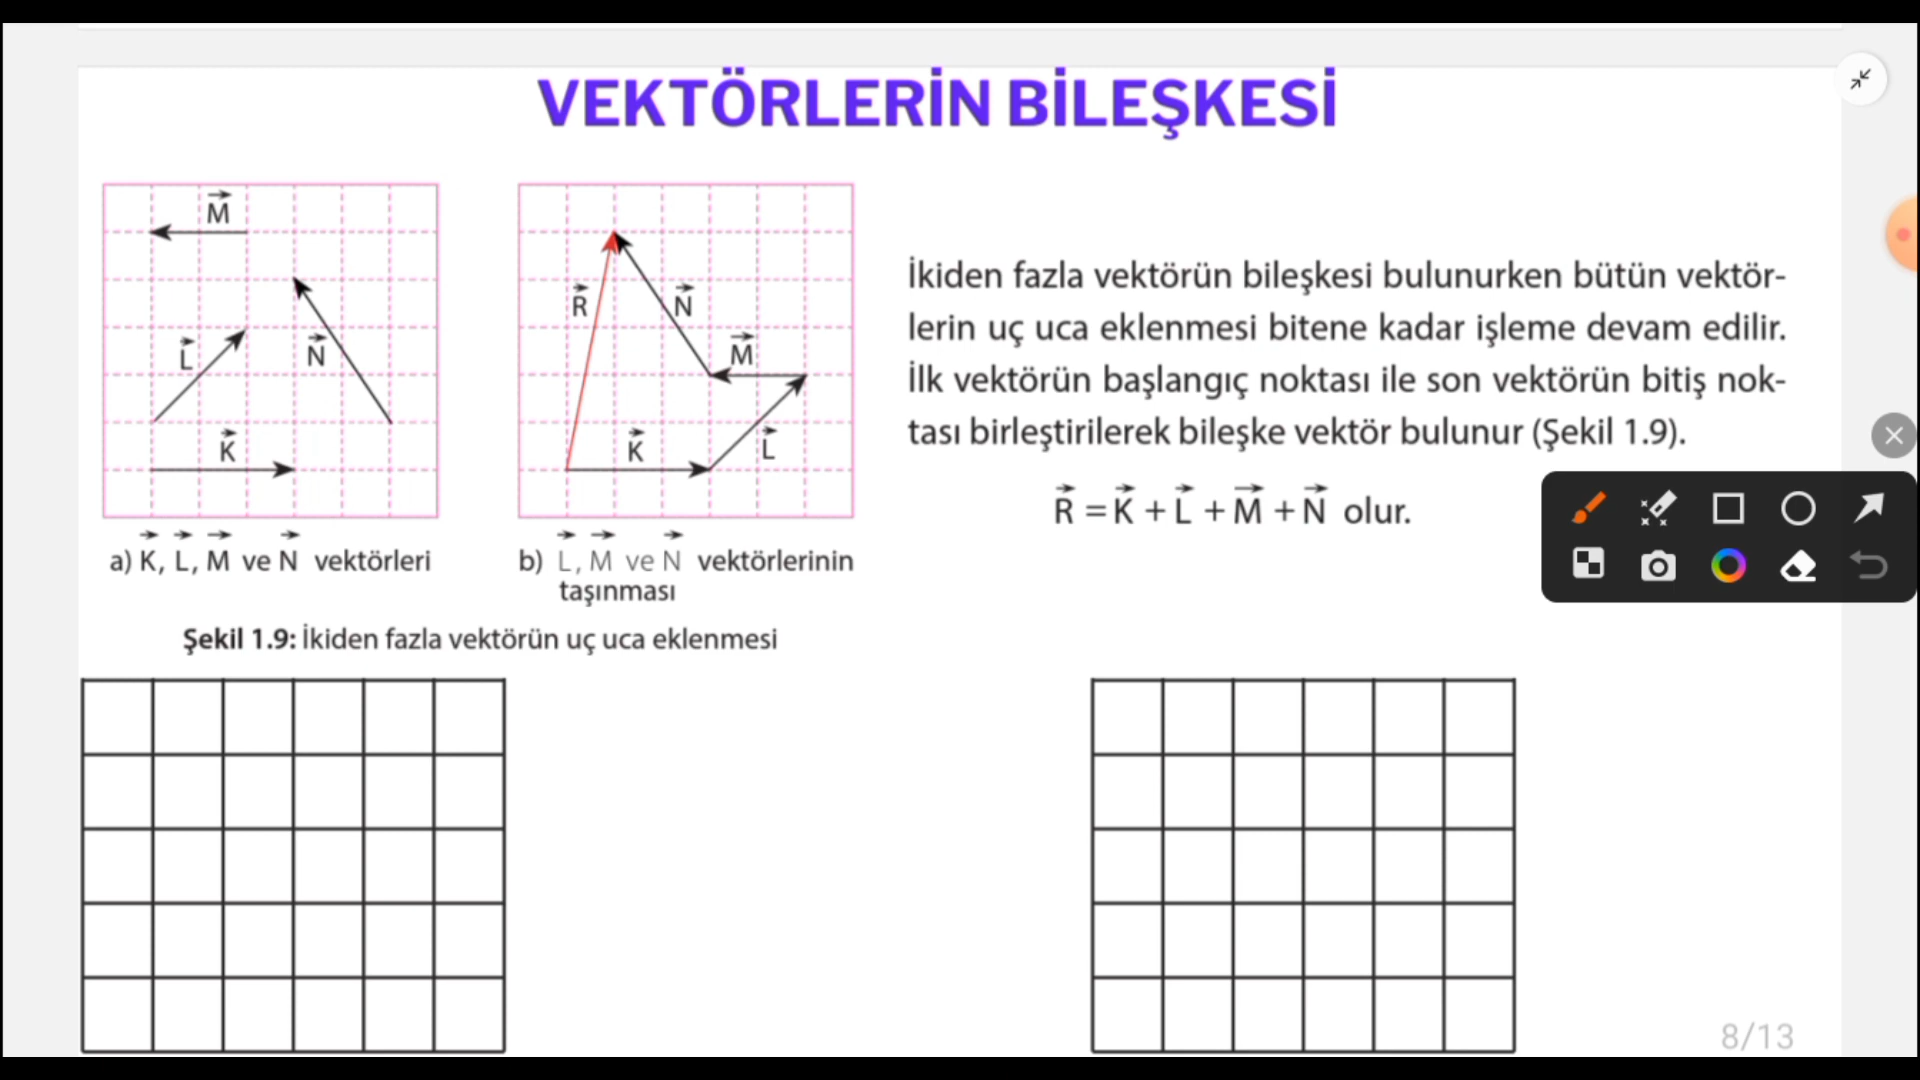 VEKTÖRLERİN BİLEŞKESİ
M
L
N
K
a) K, L, M ve N vektörleri
R
N
M
K
L
b) L, M ve N vektörlerinin
taşınması
Şekil 1.9: İkiden fazla vektörün uç uca eklenmesi
İkiden fazla vektörün bileşkesi bulunurken bütün vektör-
lerin uç uca eklenmesi bitene kadar işleme devam edilir.
İlk vektörün başlangıç noktası ile son vektörün bitiş nok-
tası birleştirilerek bileşke vektör bulunur (Şekil 1.9).
R⃗ = K⃗ + L⃗ + M⃗ + N⃗ olur.
8/13